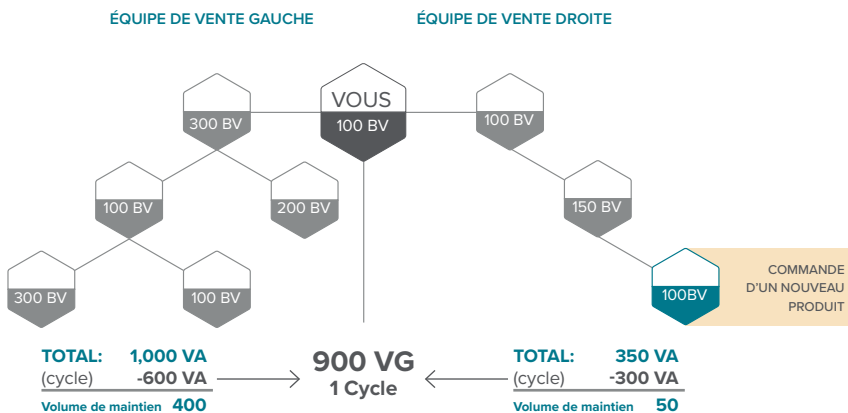 ÉQUIPE DE VENTE GAUCHE
ÉQUIPE DE VENTE DROITE
VOUS
100 BV
300 BV
100 BV
100 BV
200 BV
150 BV
300 BV
100 BV
100BV
COMMANDE
D'UN NOUVEAU
PRODUIT
TOTAL: 1,000 VA
(cycle) -600 VA
Volume de maintien 400
900 VG
1 Cycle
TOTAL: 350 VA
(cycle) -300 VA
Volume de maintien 50